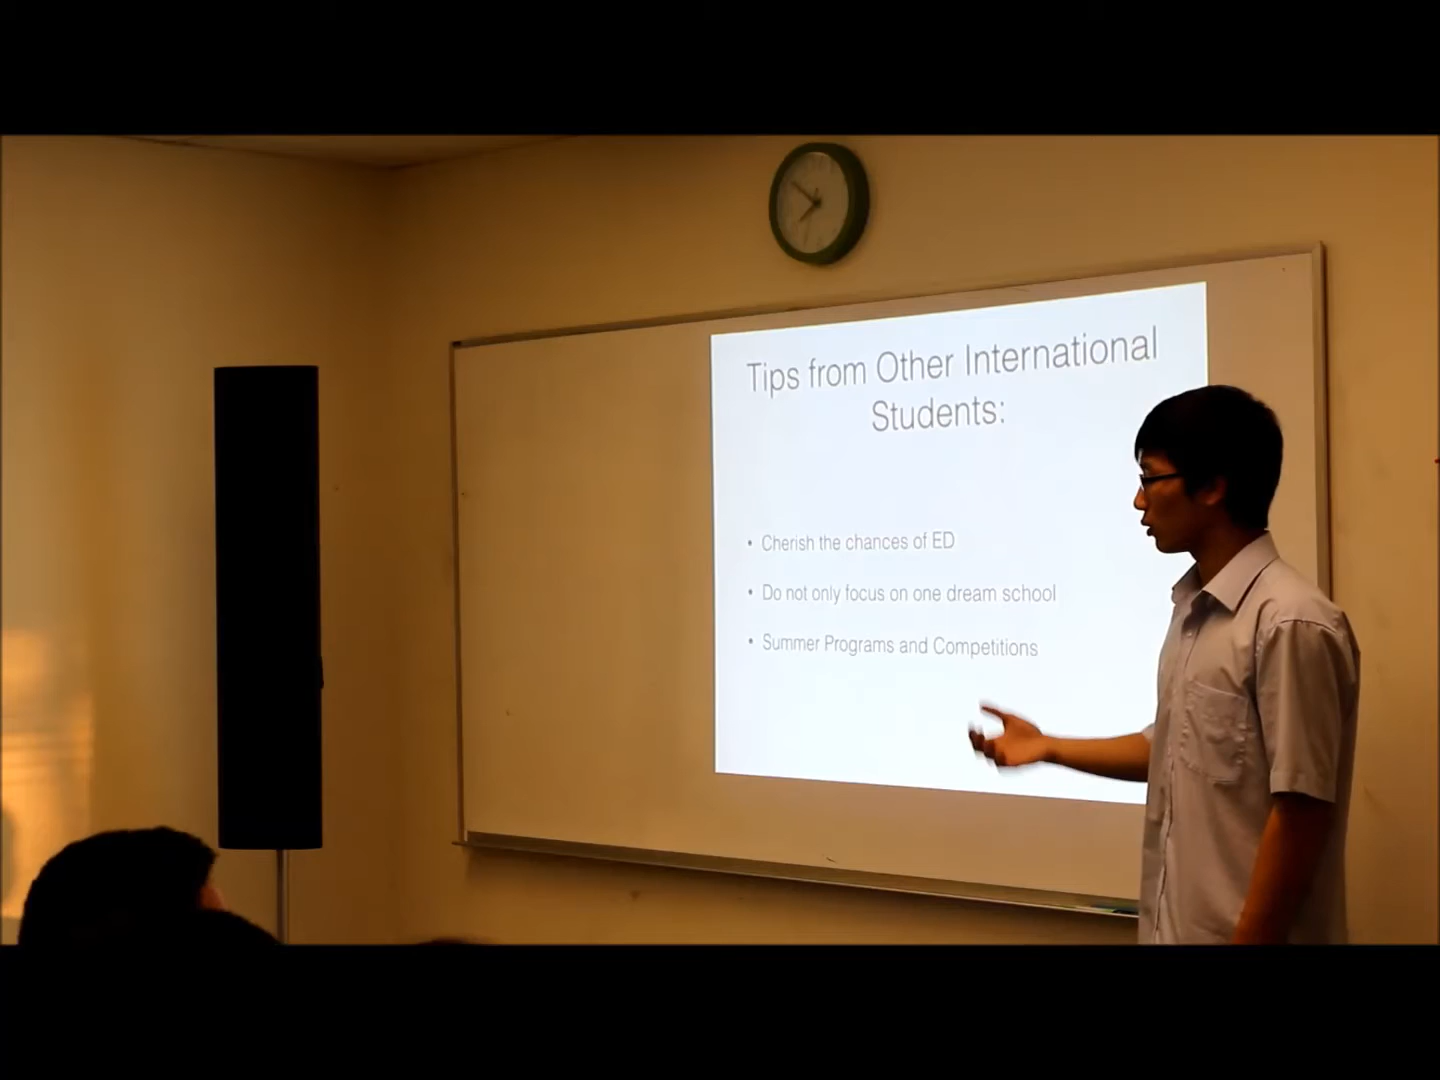 Tips from Other International
Students:
• Cherish the chances of ED
• Do not only focus on one dream school
• Summer Programs and Competitions